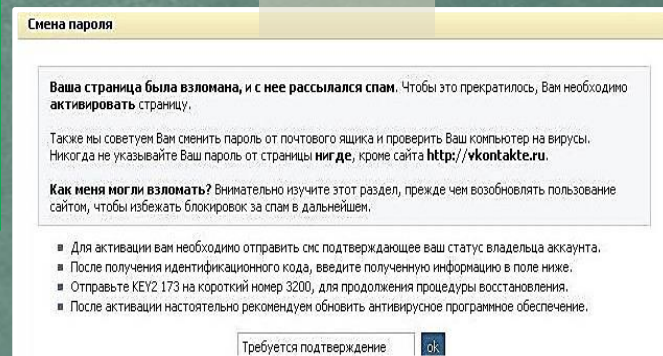 Смена пароля
Ваша страница была взломана, и с нее рассылался спам. Чтобы это прекратилось, Вам необходимо
активировать страницу.
Также мы советуем Вам сменить пароль от почтового ящика и проверить Ваш компьютер на вирусы.
Никогда не указывайте Ваш пароль от страницы нигде, кроме сайта http://vkontakte.ru.
Как меня могли взломать? Внимательно изучите этот раздел, прежде чем возобновлять пользование
сайтом, чтобы избежать блокировок за спам в дальнейшем.
Для активации вам необходимо отправить смс подтверждающее ваш статус владельца аккаунта.
После получения идентификационного кода, введите полученную информацию в поле ниже.
Отправьте KEY2 173 на короткий номер 3200, для продолжения процедуры восстановления.
После активации настоятельно рекомендуем обновить антивирусное программное обеспечение.
Требуется подтверждение ok